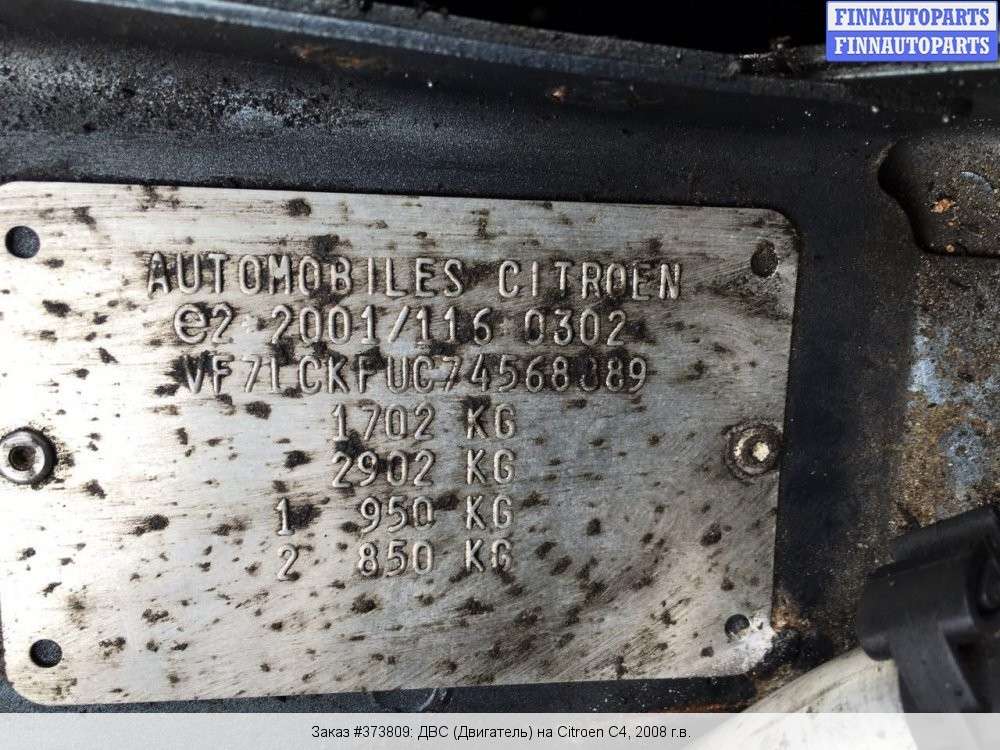 FINNAUTOPARTS
FINNAUTOPARTS
AUTOMOBILES CITROEN
e2 2001/116 0302
1702 KG
2902 KG
1 950 KG
2 850 KG
Заказ #373809: ДВС (Двигатель) на Citroen C4, 2008 г.в.